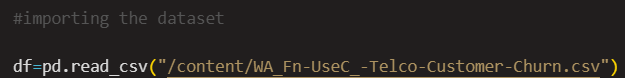 #importing the dataset
df=pd.read_csv("/content/WA_Fn-UseC_-Telco-Customer-Churn.csv")